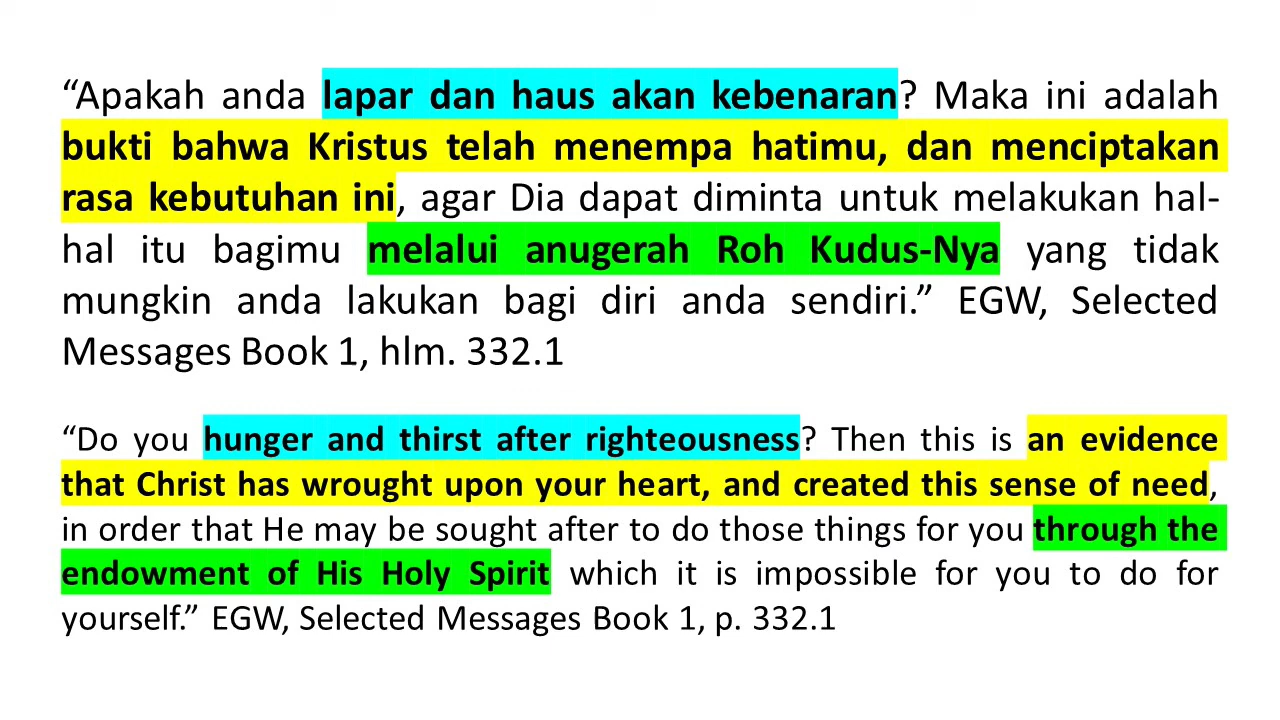 “Apakah anda lapar dan haus akan kebenaran? Maka ini adalah
bukti bahwa Kristus telah menempa hatimu, dan menciptakan
rasa kebutuhan ini, agar Dia dapat diminta untuk melakukan hal-
hal itu bagimu melalui anugerah Roh Kudus-Nya yang tidak
mungkin anda lakukan bagi diri anda sendiri.” EGW, Selected
Messages Book 1, hlm. 332.1
“Do you hunger and thirst after righteousness? Then this is an evidence
that Christ has wrought upon your heart, and created this sense of need,
in order that He may be sought after to do those things for you through the
endowment of His Holy Spirit which it is impossible for you to do for
yourself.” EGW, Selected Messages Book 1, p. 332.1